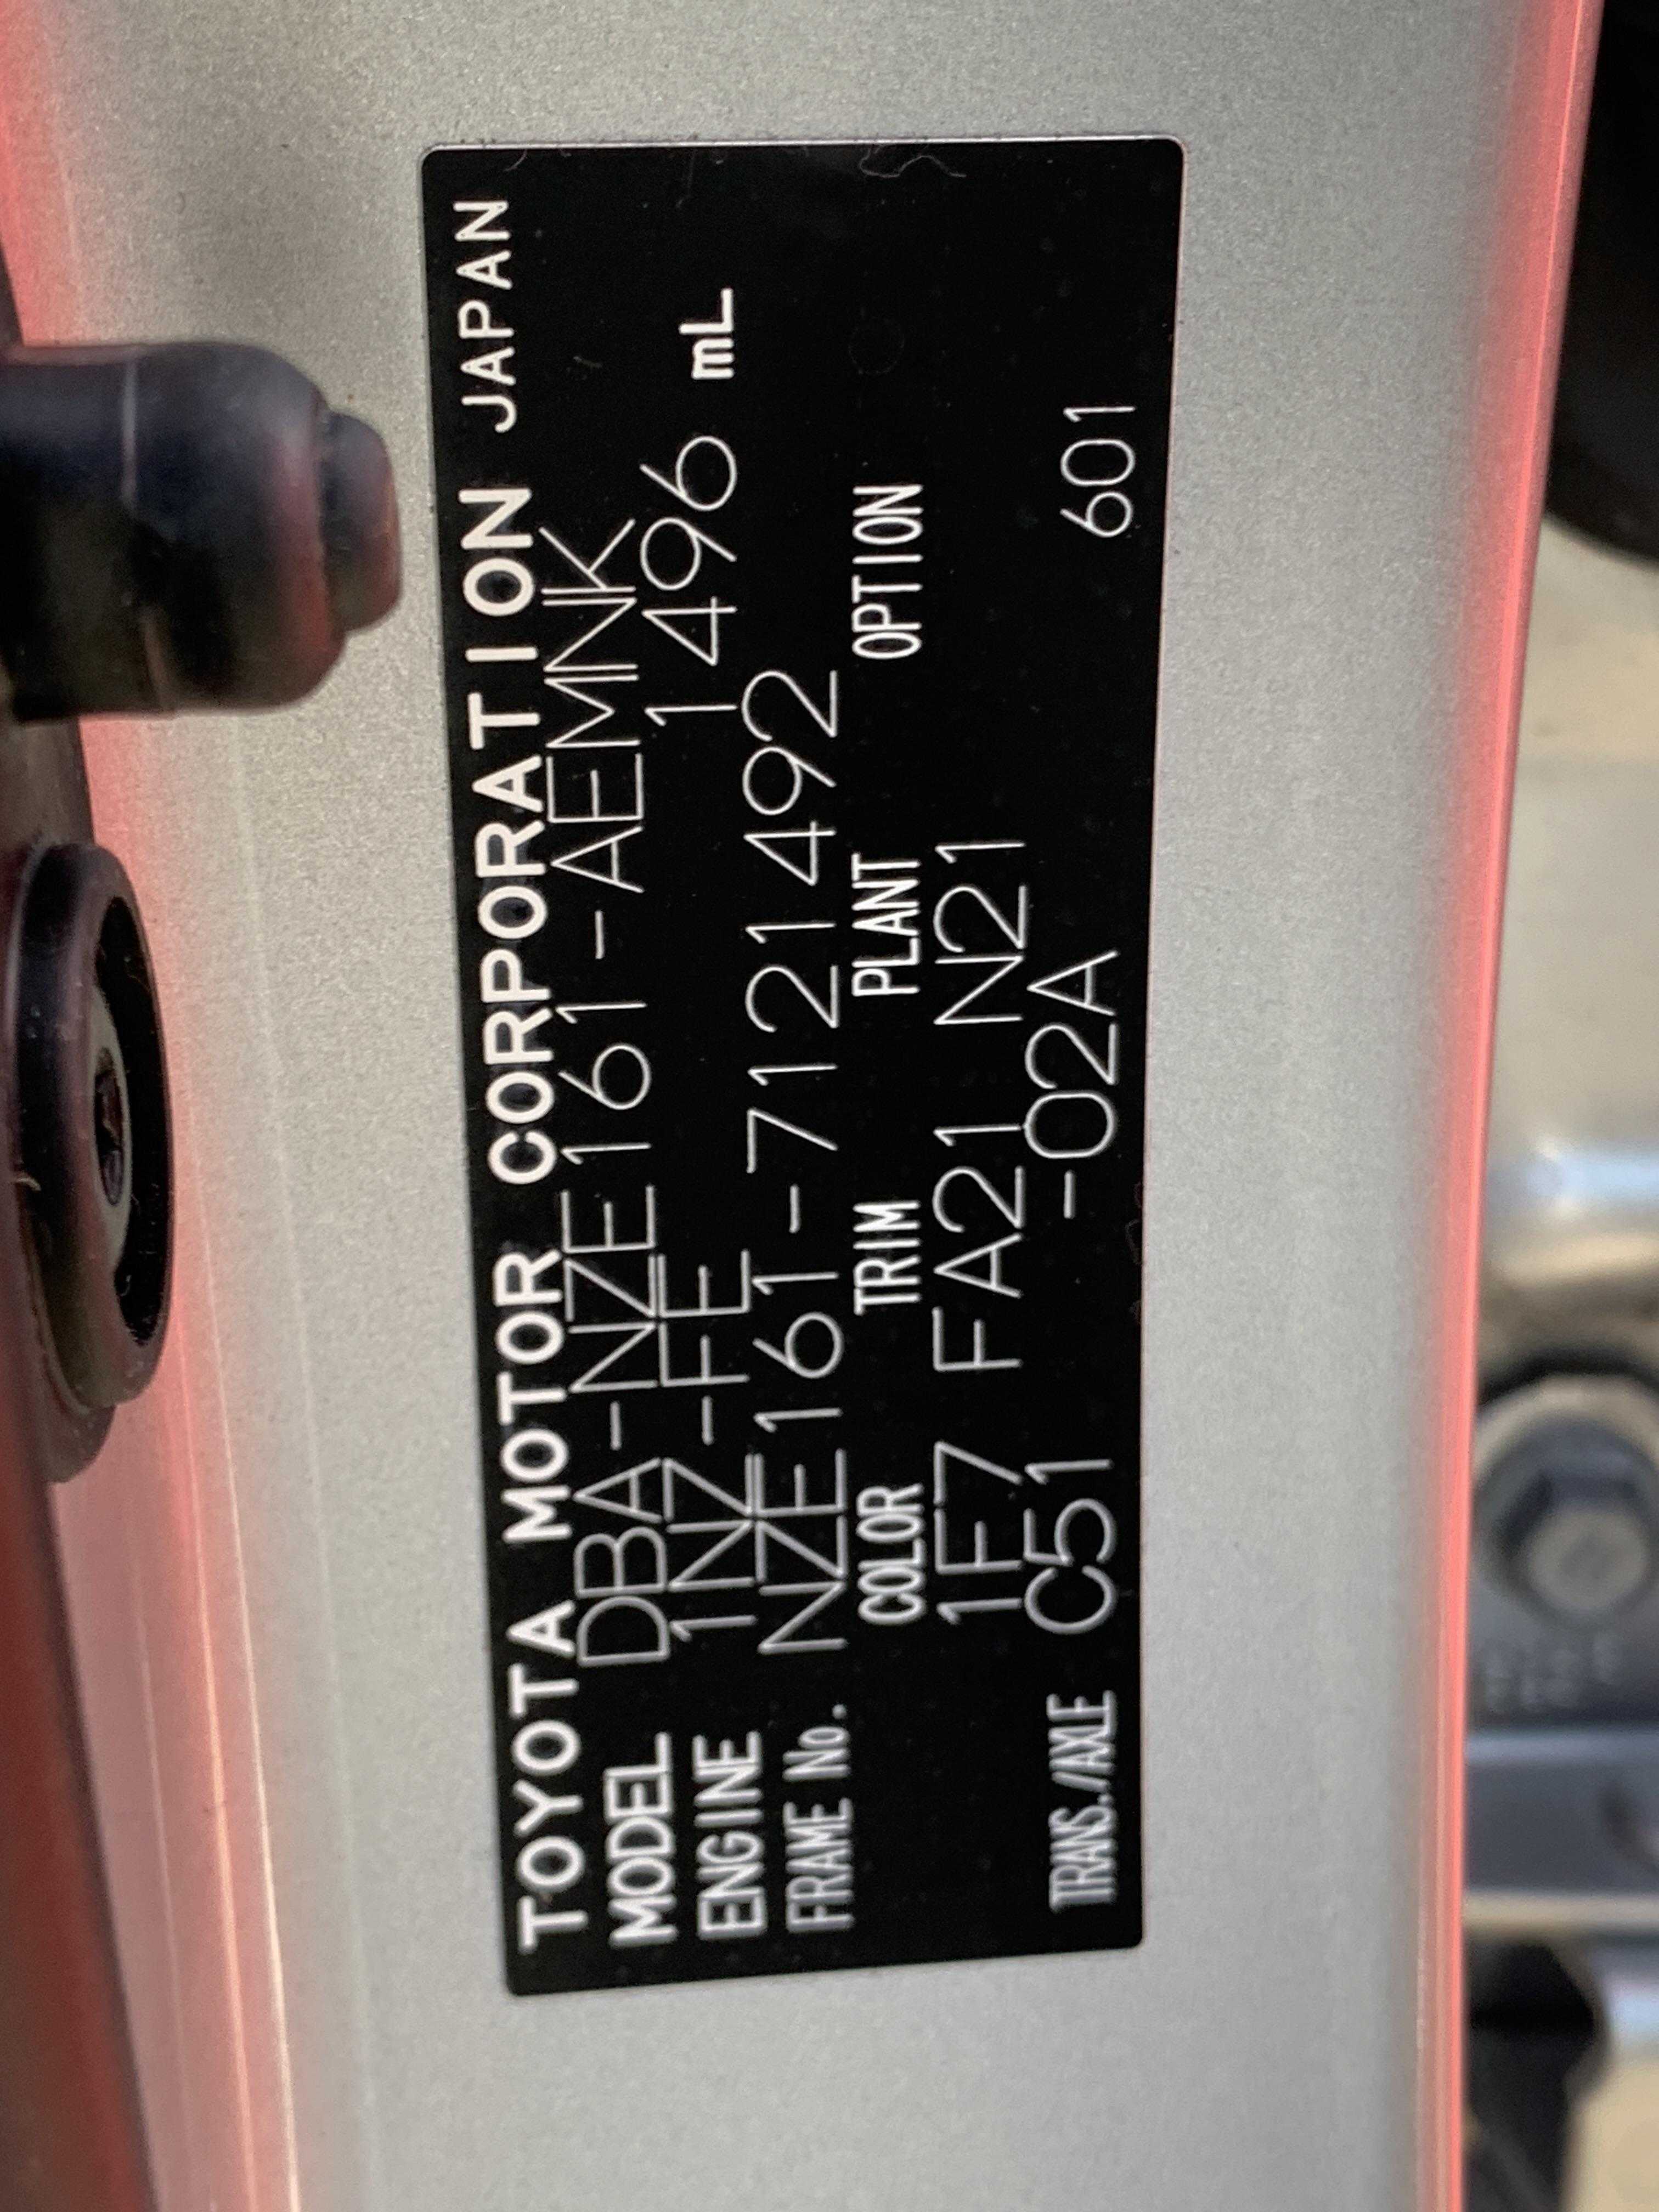 TOYOTA MOTOR CORPORATION JAPAN
MODEL DBA-NZE161-AEMNK
ENGINE 1NZ-FE 1496 mL
FRAME No. NZE161-7121492
COLOR TRIM PLANT OPTION
1F7 FA21 N21
TRANS./AXLE C51 -02A 601